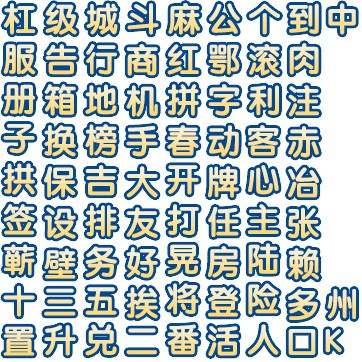 杠级城斗麻公个到中
服告行商红鄂滚肉
册箱地机拼字利注
子换榜手春动客赤
拱保吉大开牌心冶
签设排友打任主张
蕲壁务好晃房陆赖
十三五挨将登险多州
置升兑二番活人口K